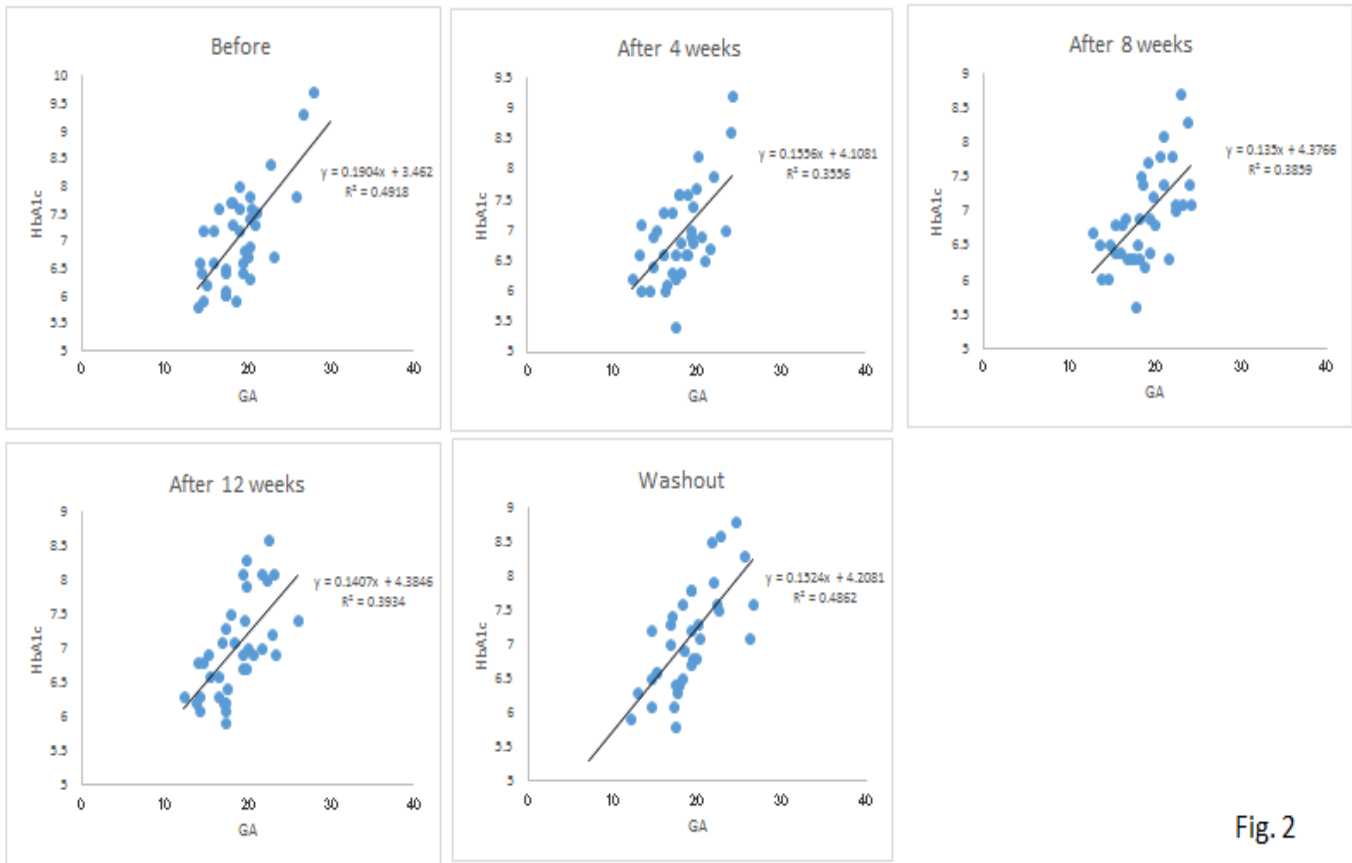 Before
10
9.5
9
8.5
8
7.5
7
6.5
6
5.5
5
HbA1c
y = 0.1904x + 3.462
R² = 0.4918
0 10 20 30 40
GA
After 4 weeks
9.5
9
8.5
8
7.5
7
6.5
6
5.5
5
HbA1c
y = 0.1556x + 4.1081
R² = 0.3556
0 10 20 30 40
GA
After 8 weeks
9
8.5
8
7.5
7
6.5
6
5.5
5
HbA1c
y = 0.135x + 4.3766
R² = 0.3859
0 10 20 30 40
GA
After 12 weeks
9
8.5
8
7.5
7
6.5
6
5.5
5
HbA1c
y = 0.1407x + 4.3846
R² = 0.3934
0 10 20 30 40
GA
Washout
9
8.5
8
7.5
7
6.5
6
5.5
5
HbA1c
y = 0.1524x + 4.2081
R² = 0.4862
0 10 20 30 40
GA
Fig. 2